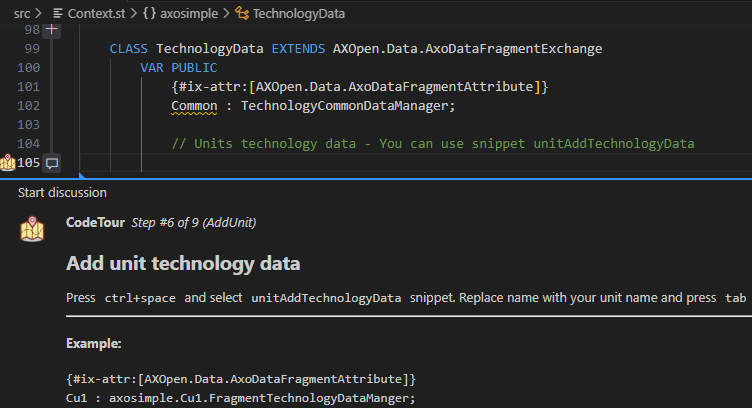 src > Context.st > {} axosimple > TechnologyData
98
99 CLASS TechnologyData EXTENDS AXOpen.Data.AxoDataFragmentExchange
100 VAR PUBLIC
101 {#ix-attr:[AXOpen.Data.AxoDataFragmentAttribute]}
102 Common : TechnologyCommonDataManager;
103
104 // Units technology data - You can use snippet unitAddTechnologyData
105
Start discussion
CodeTour Step #6 of 9 (AddUnit)
Add unit technology data
Press ctrl+space and select unitAddTechnologyData snippet. Replace name with your unit name and press tab
Example:
{#ix-attr:[AXOpen.Data.AxoDataFragmentAttribute]}
Cu1 : axosimple.Cu1.FragmentTechnologyDataManger;